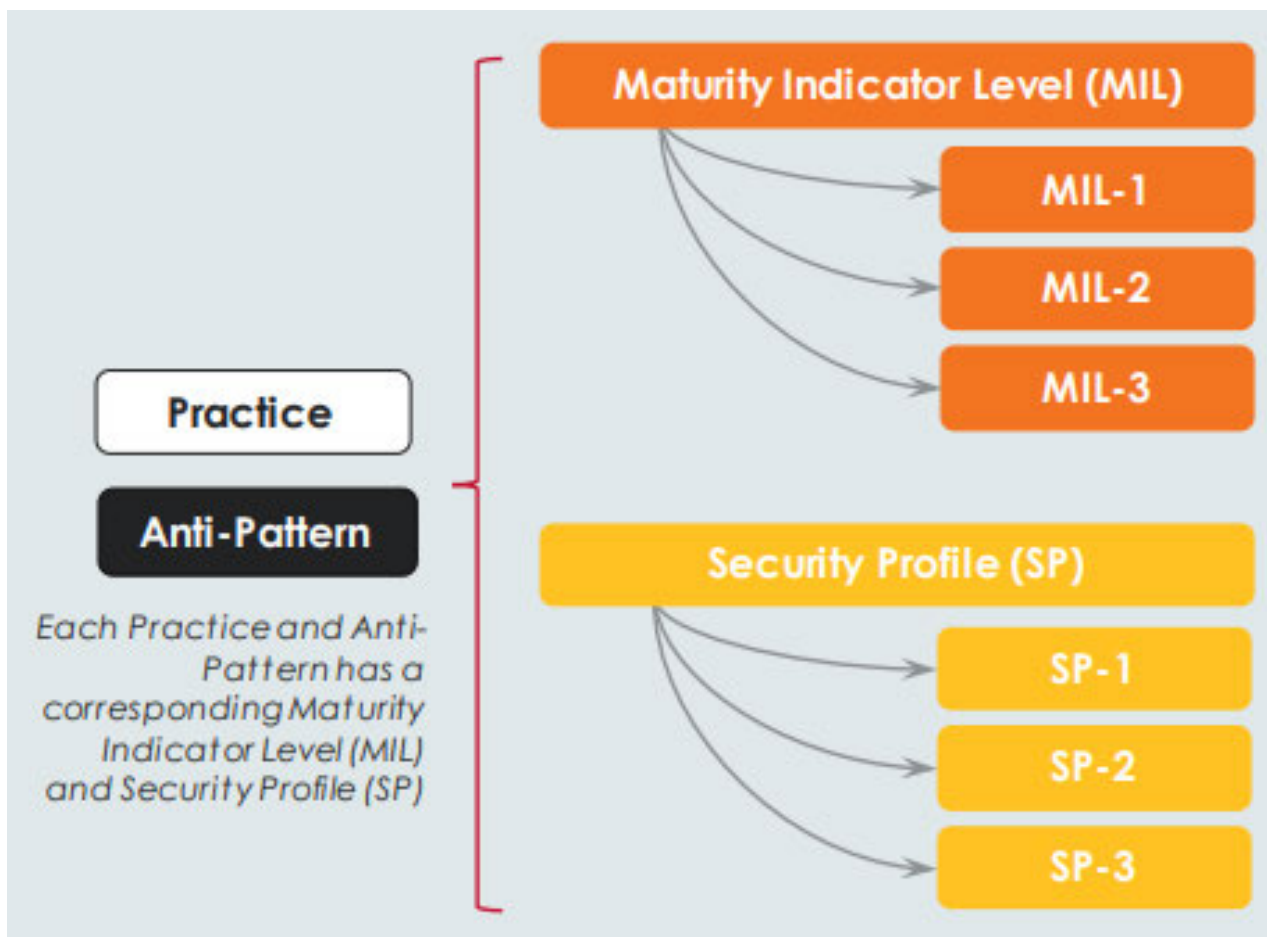 Maturity Indicator Level (MIL)
MIL-1
MIL-2
MIL-3
Practice
Anti-Pattern
Each Practice and Anti-
Pattern has a
corresponding Maturity
Indicator Level (MIL)
and Security Profile (SP)
Security Profile (SP)
SP-1
SP-2
SP-3